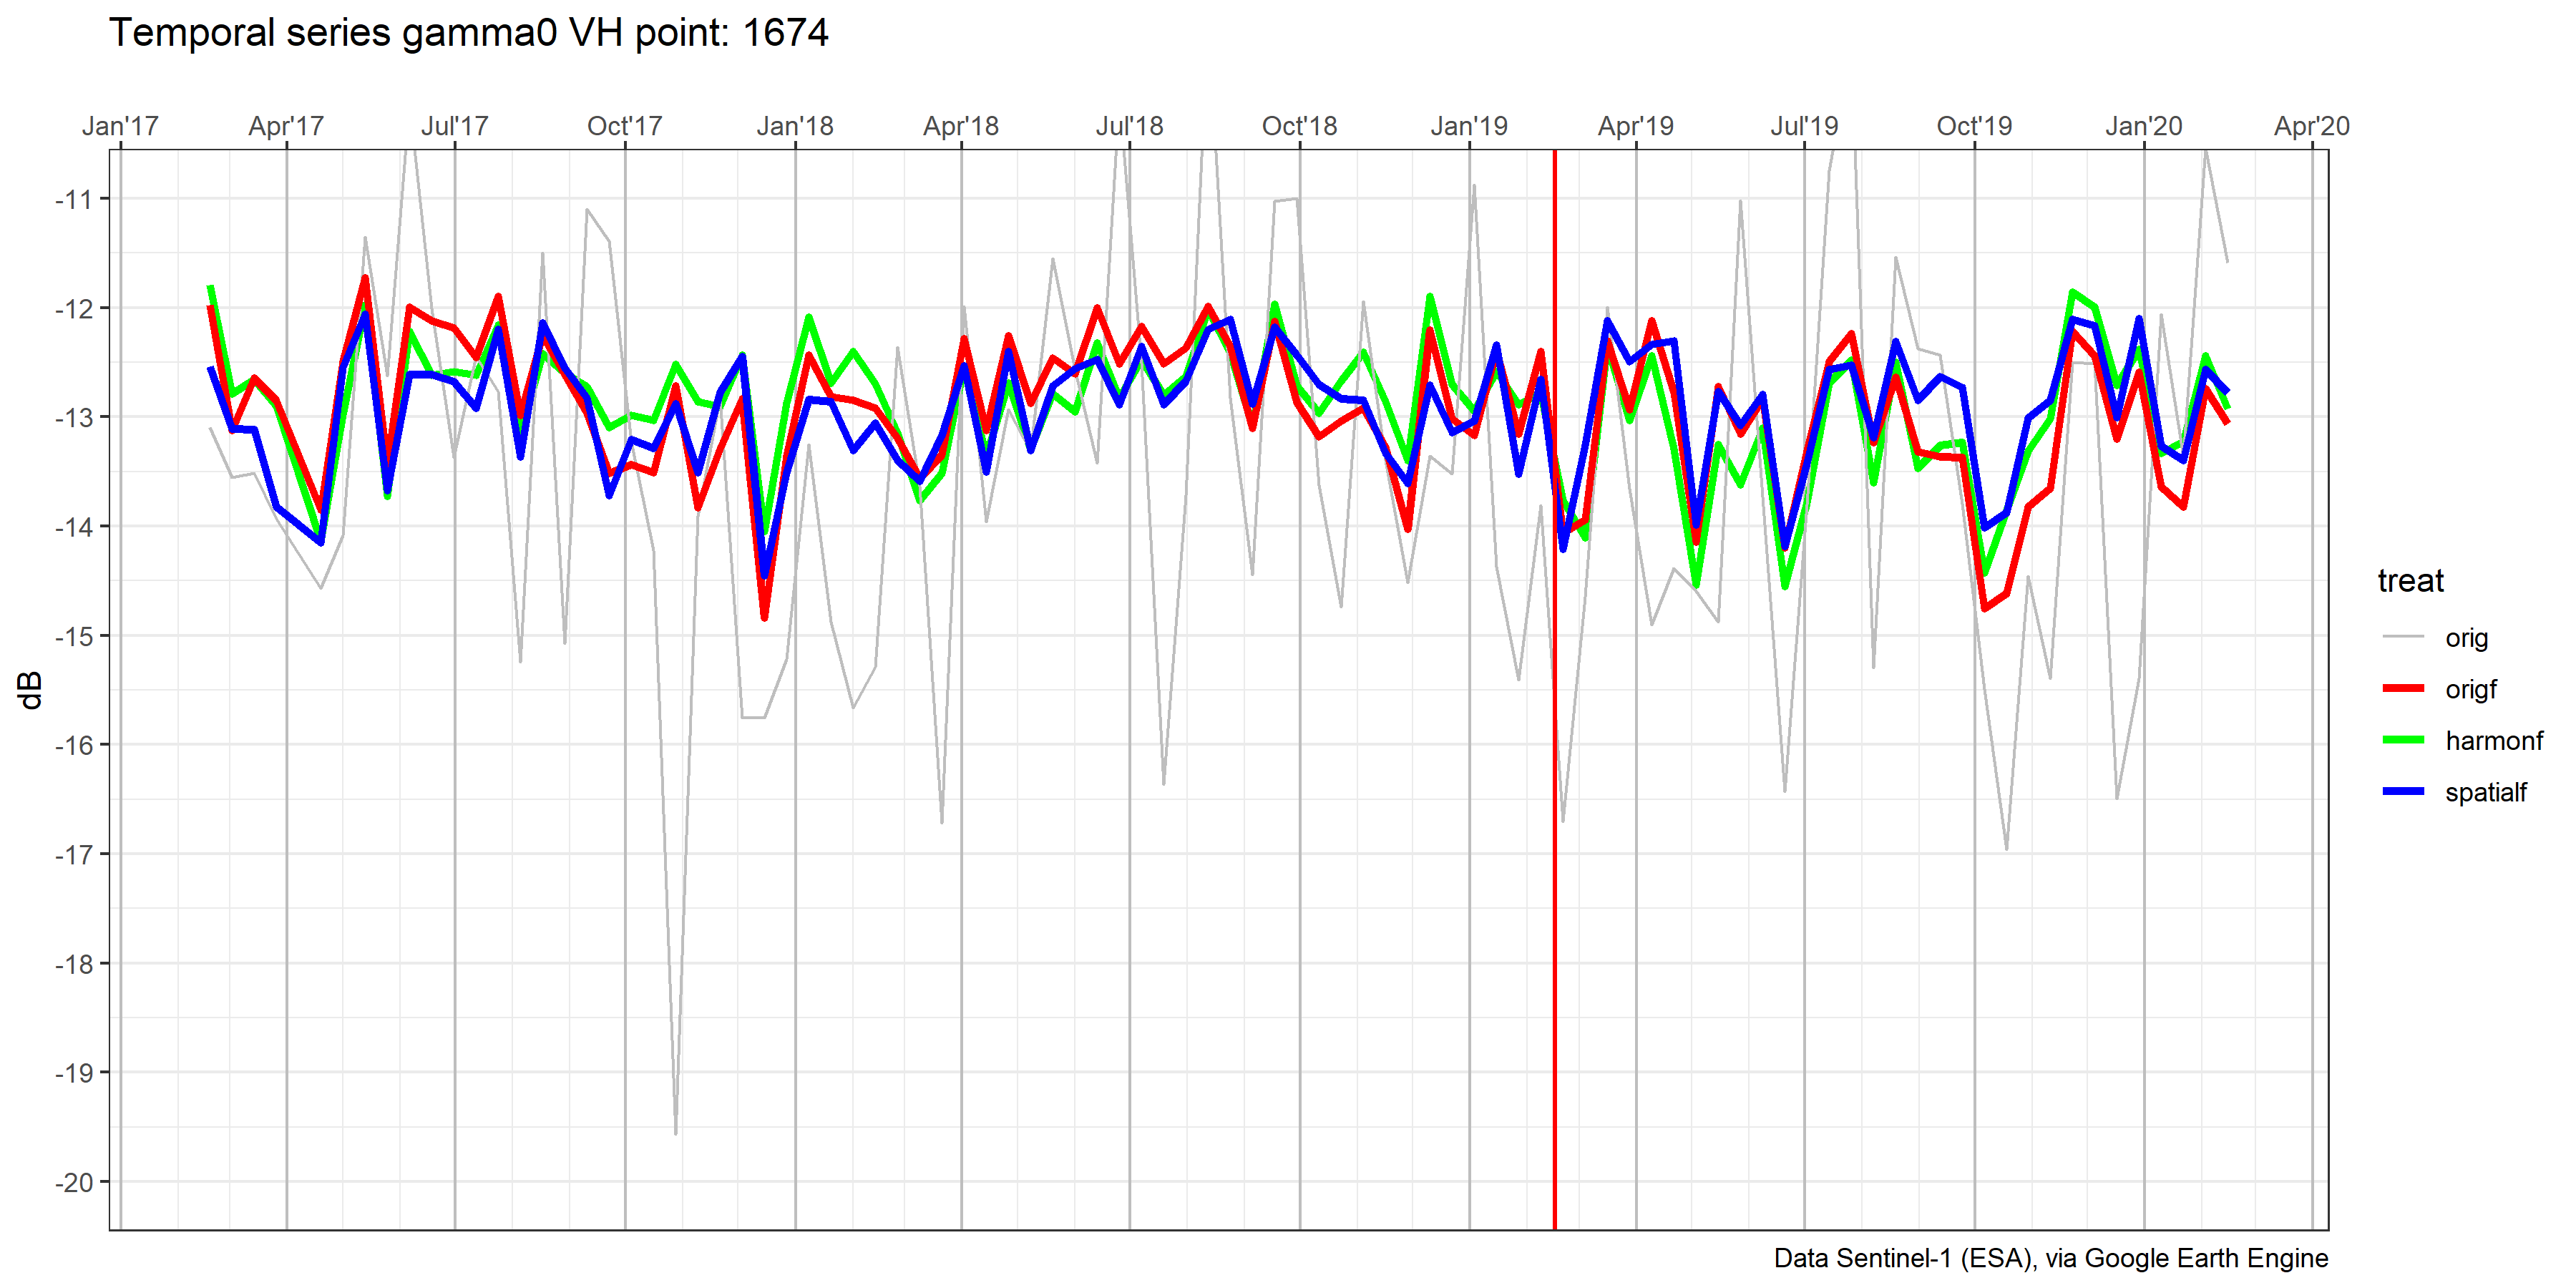 Temporal series gamma0 VH point: 1674
Jan'17 Apr'17 Jul'17 Oct'17 Jan'18 Apr'18 Jul'18 Oct'18 Jan'19 Apr'19 Jul'19 Oct'19 Jan'20 Apr'20
-11
-12
-13
-14
-15
-16
-17
-18
-19
-20
dB
treat
orig
origf
harmonf
spatialf
Data Sentinel-1 (ESA), via Google Earth Engine